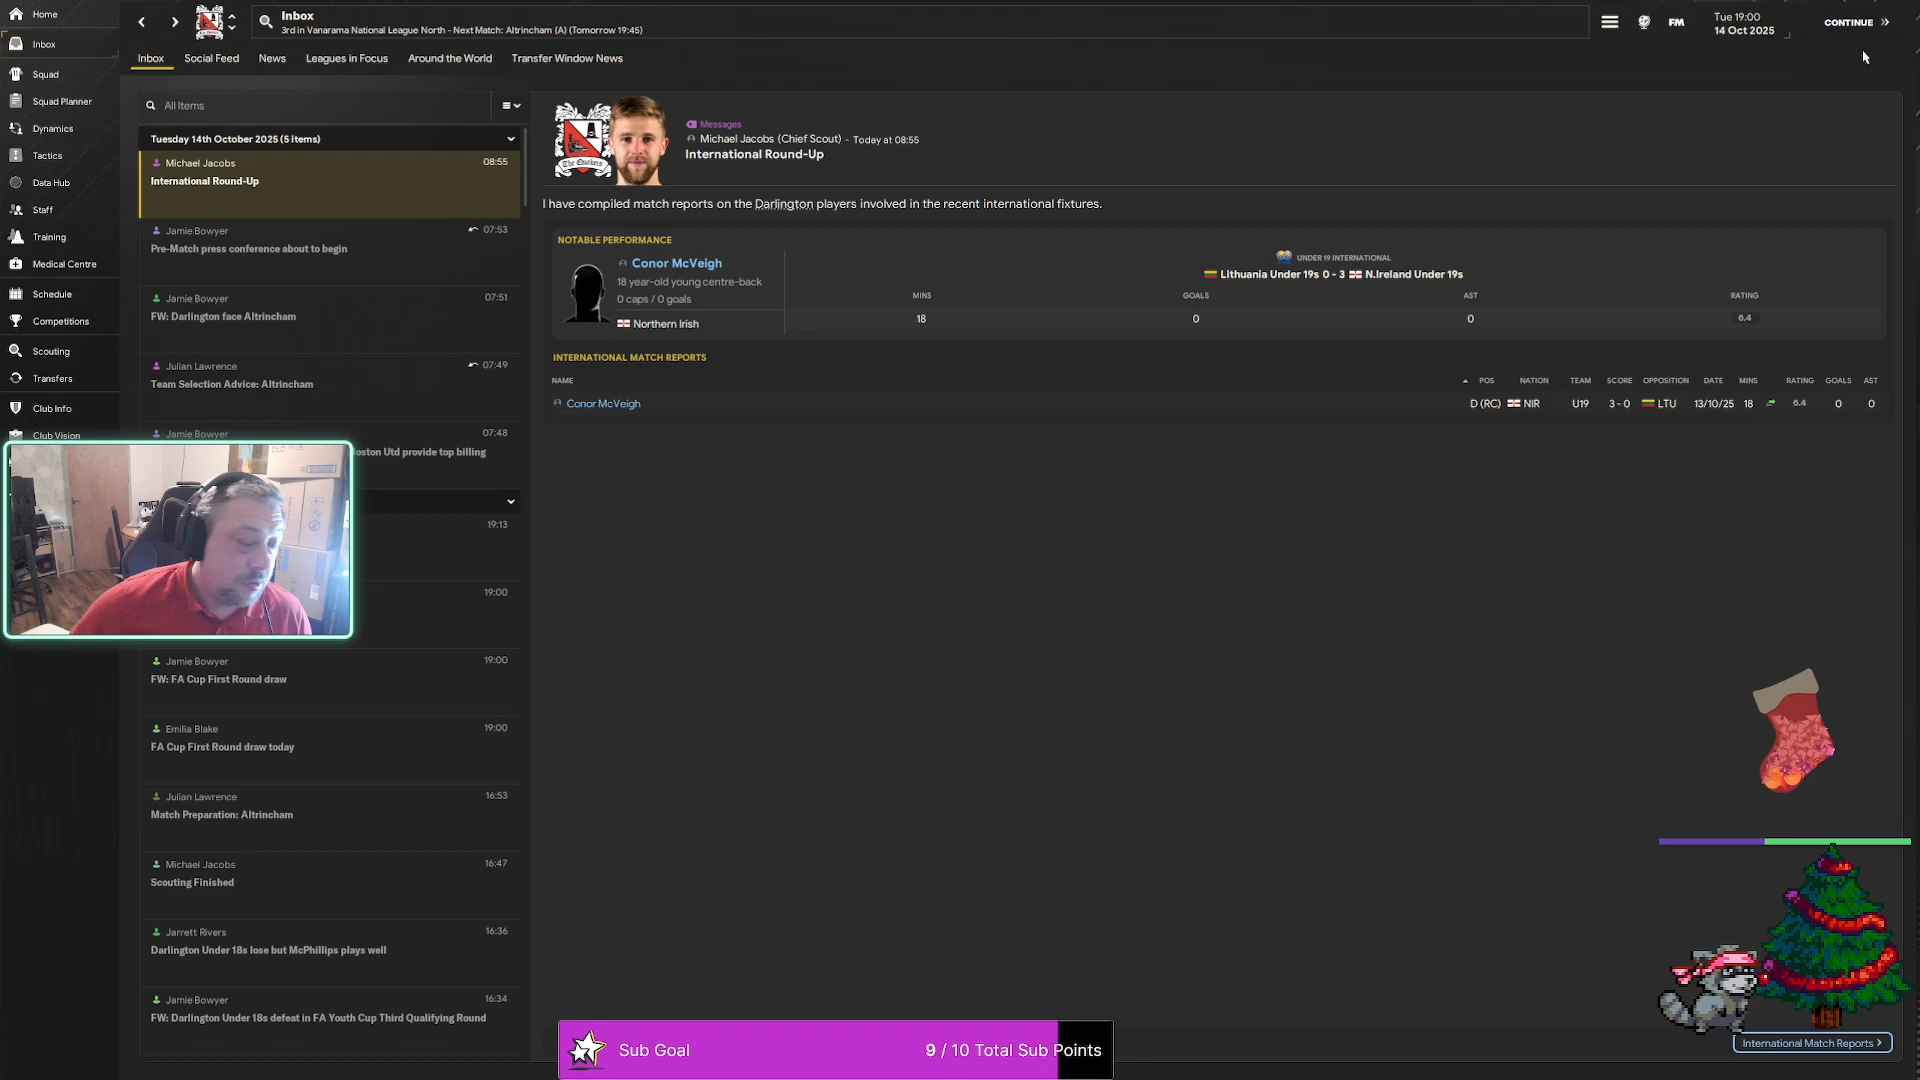 Home
Inbox
Squad
Squad Planner
Dynamics
Tactics
Data Hub
Staff
Training
Medical Centre
Schedule
Competitions
Scouting
Transfers
Club Info
Club Vision
Inbox
3rd in Vanarama National League North - Next Match: Altrincham (A) (Tomorrow 19:45)
FM
Tue 19:00
14 Oct 2025
CONTINUE
Inbox Social Feed News Leagues in Focus Around the World Transfer Window News
All Items
Tuesday 14th October 2025 (5 items)
Michael Jacobs 08:55
International Round-Up
Jamie Bowyer 07:53
Pre-Match press conference about to begin
Jamie Bowyer 07:51
FW: Darlington face Altrincham
Julian Lawrence 07:49
Team Selection Advice: Altrincham
Jamie Bowyer 07:48
Boston Utd provide top billing
19:13
19:00
Jamie Bowyer 19:00
FW: FA Cup First Round draw
Emilia Blake 19:00
FA Cup First Round draw today
Julian Lawrence 16:53
Match Preparation: Altrincham
Michael Jacobs 16:47
Scouting Finished
Jarrett Rivers 16:36
Darlington Under 18s lose but McPhillips plays well
Jamie Bowyer 16:34
FW: Darlington Under 18s defeat in FA Youth Cup Third Qualifying Round
The Quakers
Messages
Michael Jacobs (Chief Scout) - Today at 08:55
International Round-Up
I have compiled match reports on the Darlington players involved in the recent international fixtures.
NOTABLE PERFORMANCE
Conor McVeigh
18 year-old young centre-back
0 caps / 0 goals
Northern Irish
UNDER 19 INTERNATIONAL
Lithuania Under 19s 0 - 3 N.Ireland Under 19s
MINS GOALS AST RATING
18 0 0 6.4
INTERNATIONAL MATCH REPORTS
NAME POS NATION TEAM SCORE OPPOSITION DATE MINS RATING GOALS AST
Conor McVeigh D (RC) NIR U19 3 - 0 LTU 13/10/25 18 6.4 0 0
Sub Goal 9 / 10 Total Sub Points
International Match Reports >